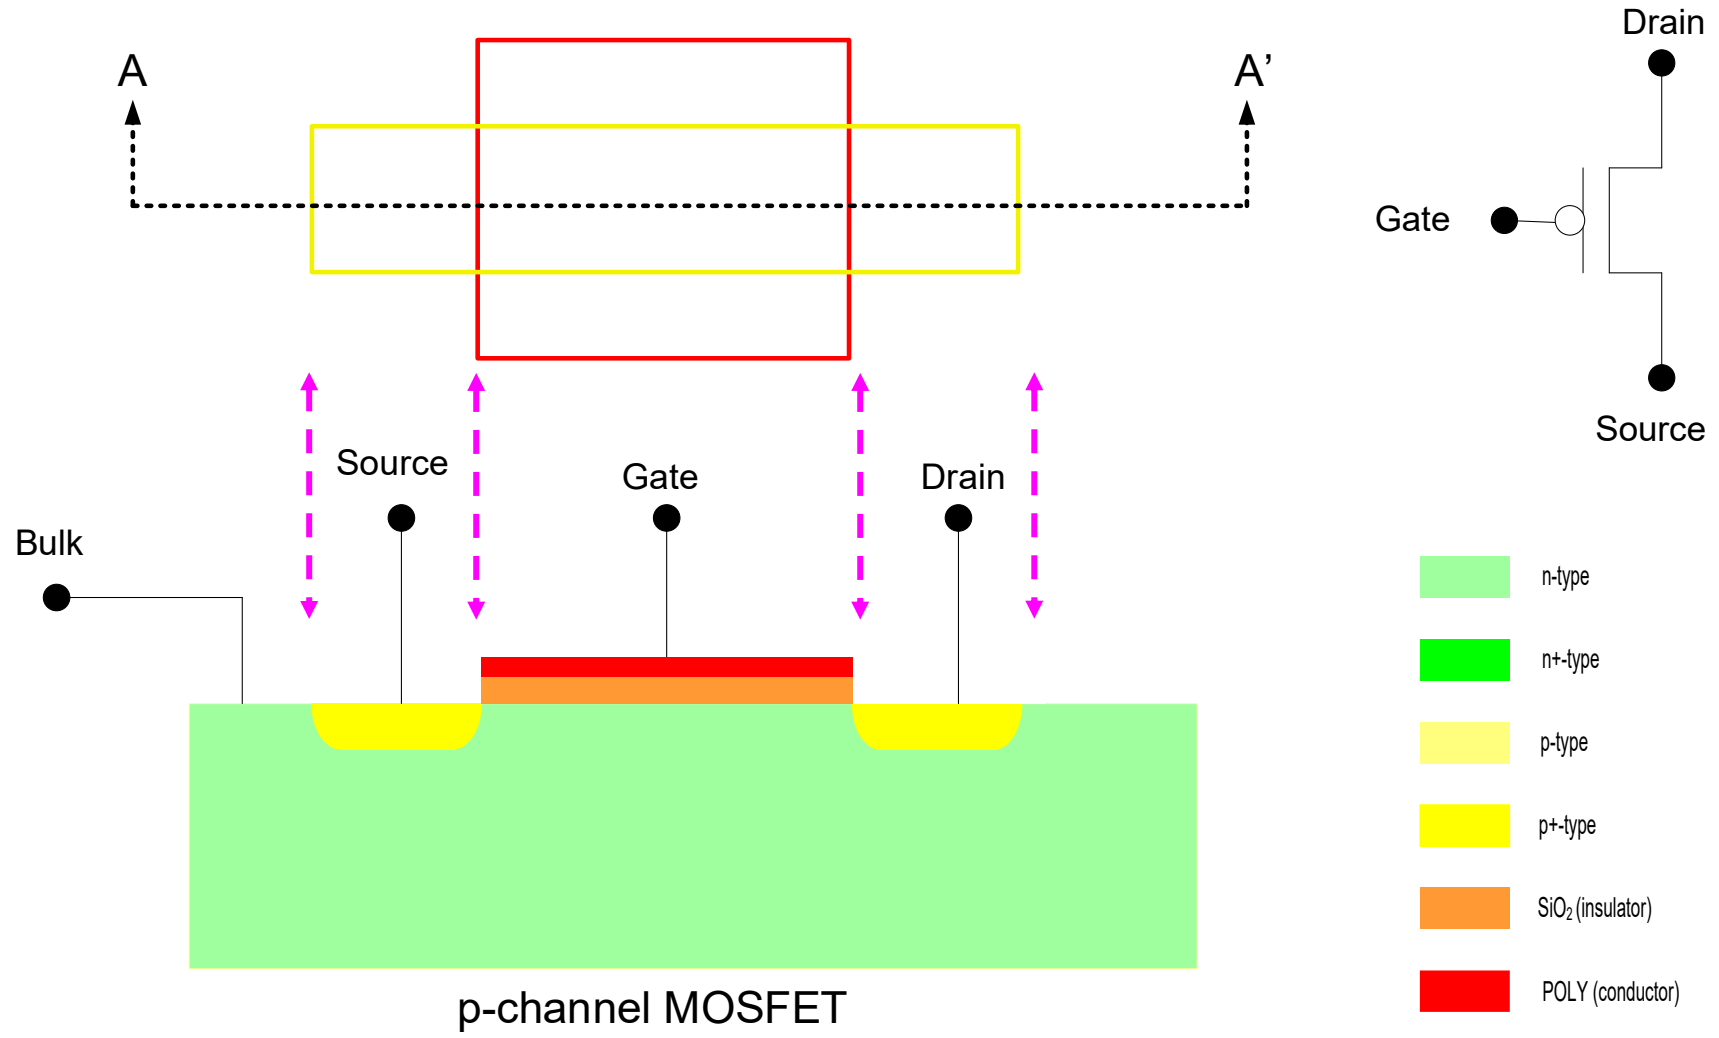 Drain
A
A’
Gate
Source
Source
Gate
Drain
Bulk
n-type
n+-type
p-type
p+-type
SiO₂ (insulator)
POLY (conductor)
p-channel MOSFET